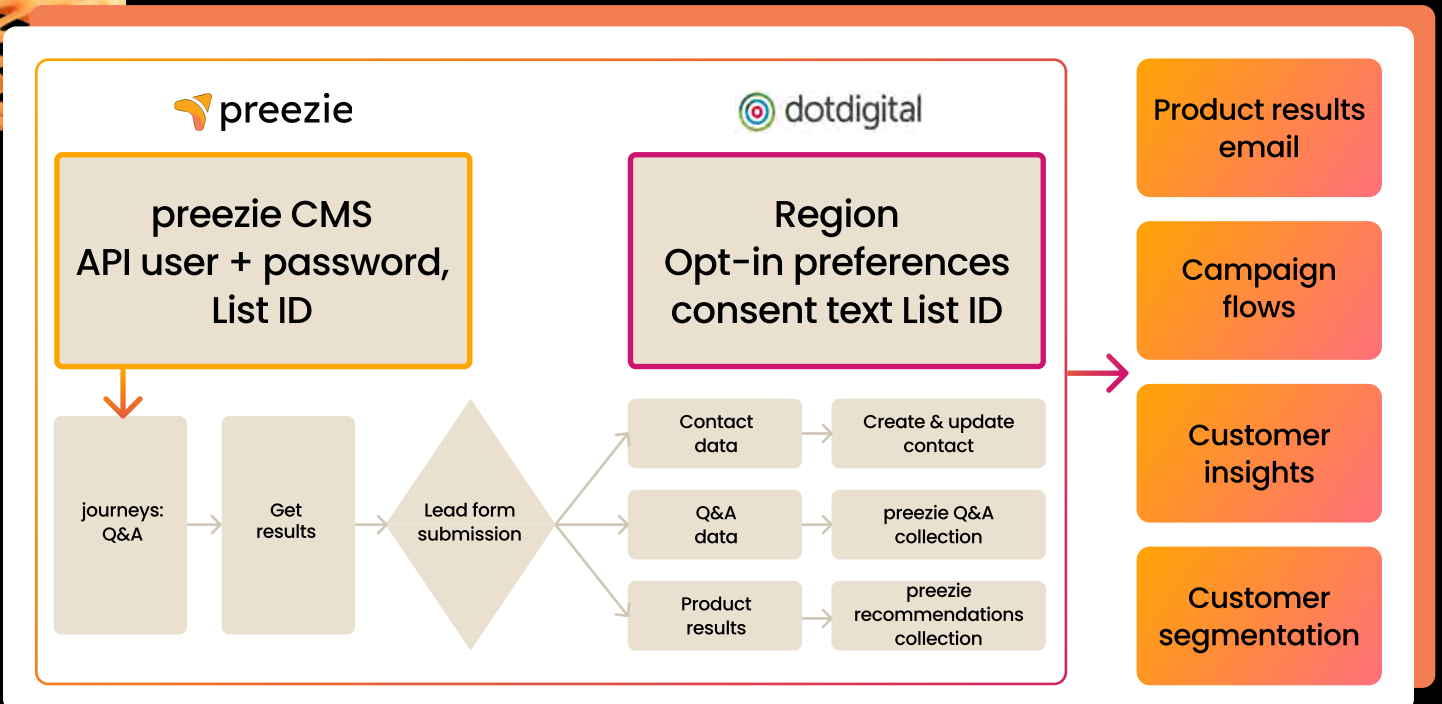 preezie
dotdigital
preezie CMS
API user + password,
List ID
Region
Opt-in preferences
consent text List ID
journeys:
Q&A
Get
results
Lead form
submission
Contact
data
Create & update
contact
Q&A
data
preezie Q&A
collection
Product
results
preezie
recommendations
collection
Product results
email
Campaign
flows
Customer
insights
Customer
segmentation